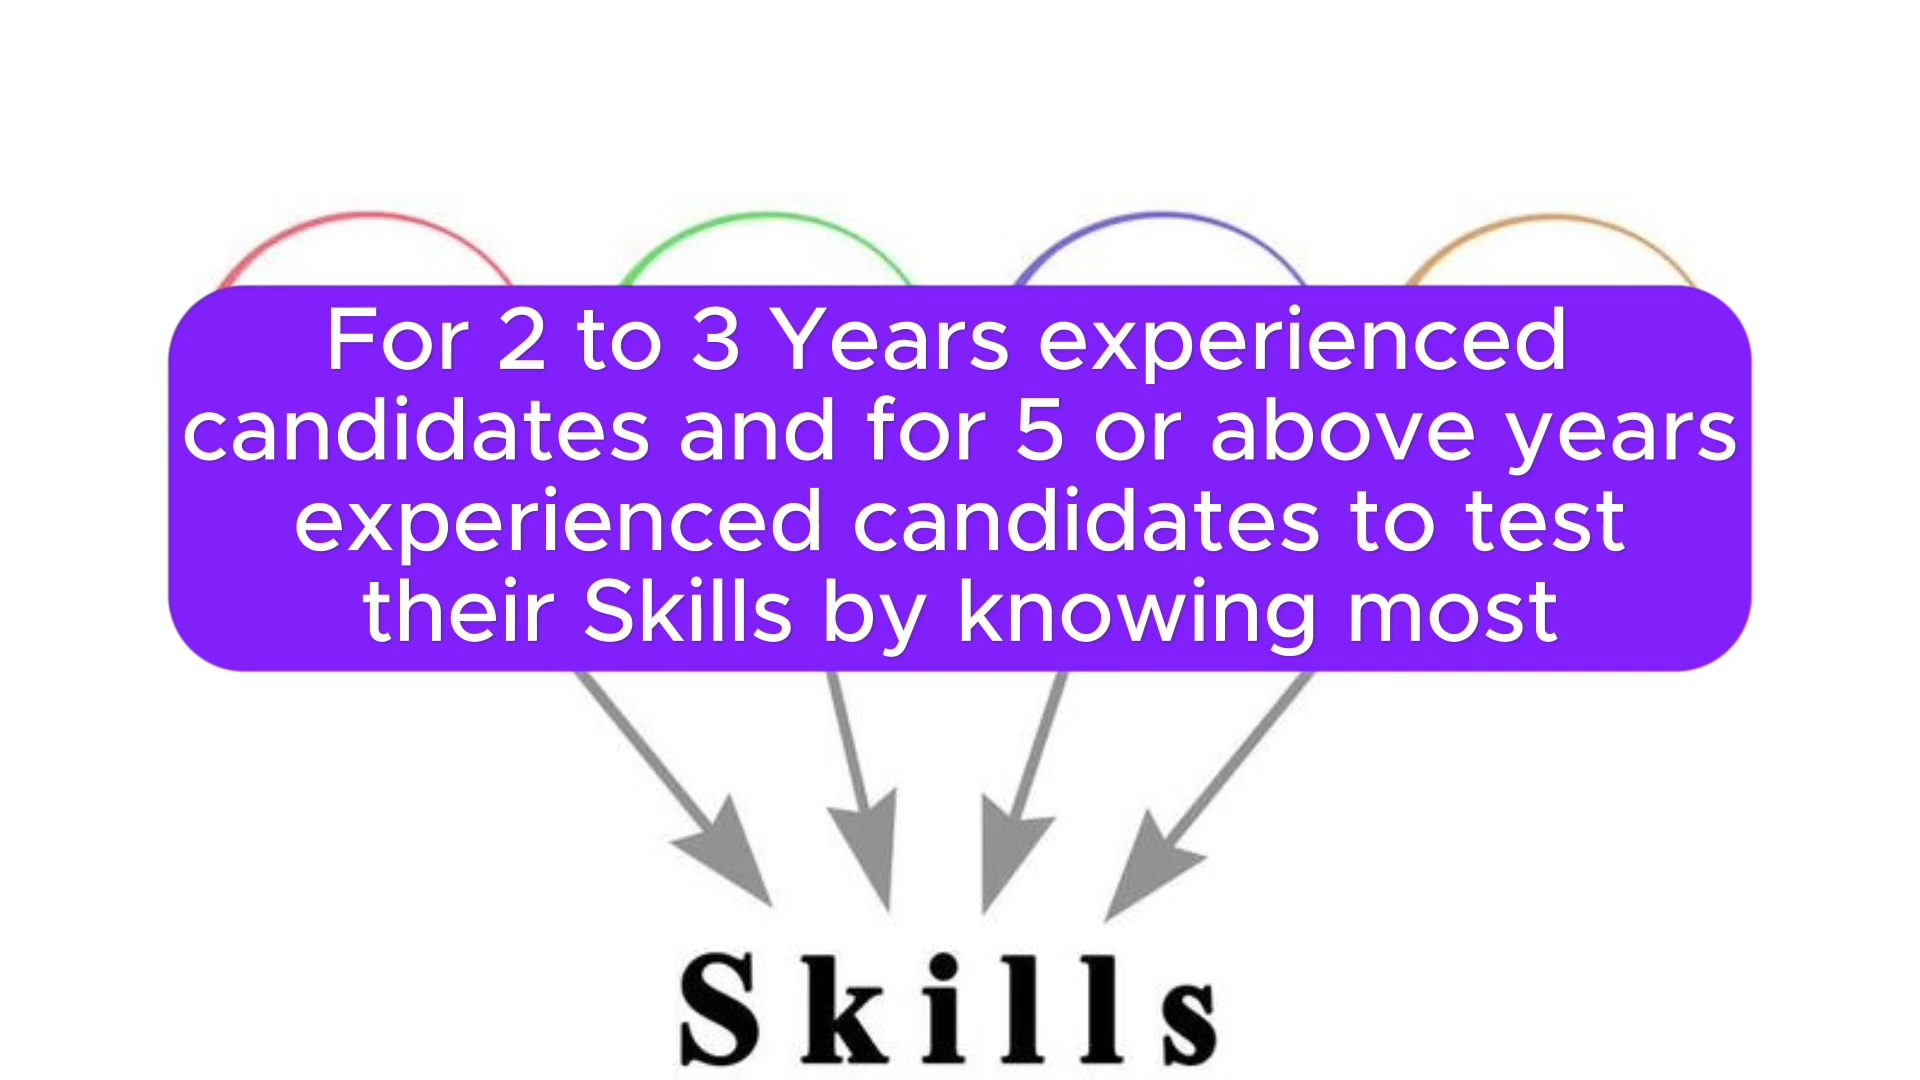 For 2 to 3 Years experienced
candidates and for 5 or above years
experienced candidates to test
their Skills by knowing most
Skills